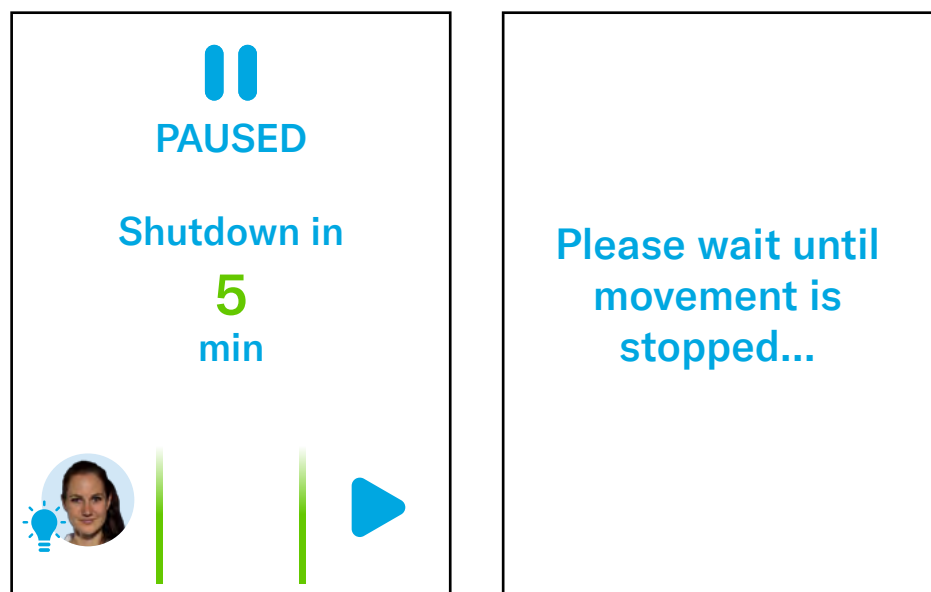 PAUSED
Shutdown in
5
min
Please wait until
movement is
stopped...